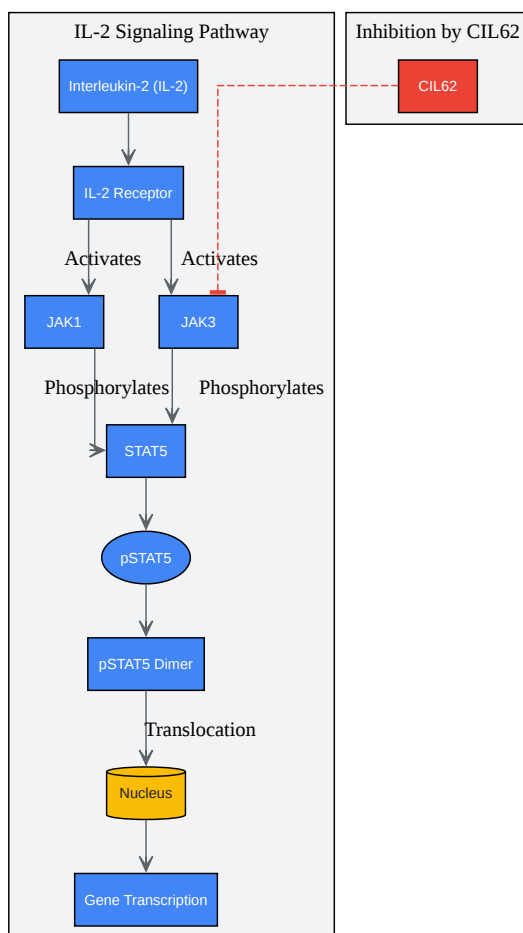 IL-2 Signaling Pathway
Inhibition by CIL62
Interleukin-2 (IL-2)
CIL62
IL-2 Receptor
Activates
Activates
JAK1
JAK3
Phosphorylates
Phosphorylates
STAT5
pSTAT5
pSTAT5 Dimer
Translocation
Nucleus
Gene Transcription